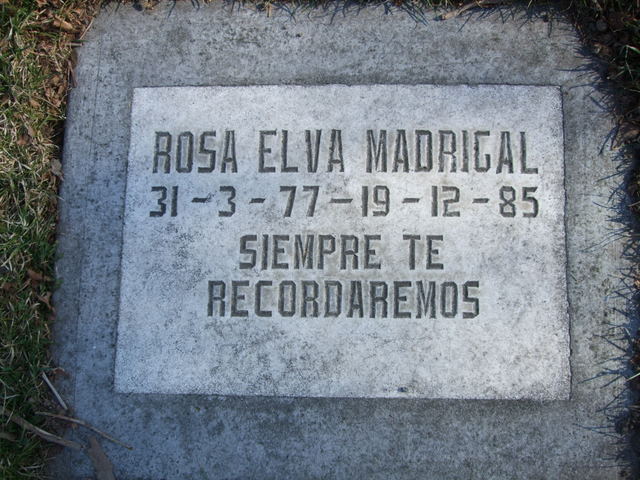 ROSA ELVA MADRIGAL
31-3-77-19-12-85
SIEMPRE TE
RECORDAREMOS